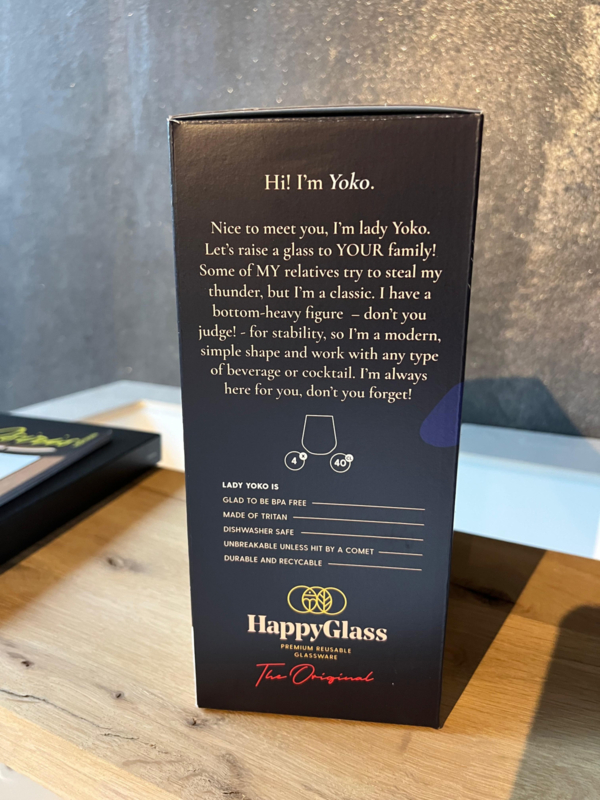 Hi! I'm Yoko.
Nice to meet you, I'm lady Yoko.
Let's raise a glass to YOUR family!
Some of MY relatives try to steal my
thunder, but I'm a classic. I have a
bottom-heavy figure – don't you
judge! - for stability, so I'm a modern,
simple shape and work with any type
of beverage or cocktail. I'm always
here for you, don't you forget!
4 40
LADY YOKO IS
GLAD TO BE BPA FREE
MADE OF TRITAN
DISHWASHER SAFE
UNBREAKABLE UNLESS HIT BY A COMET
DURABLE AND RECYCABLE
HappyGlass
PREMIUM REUSABLE
GLASSWARE
The Original